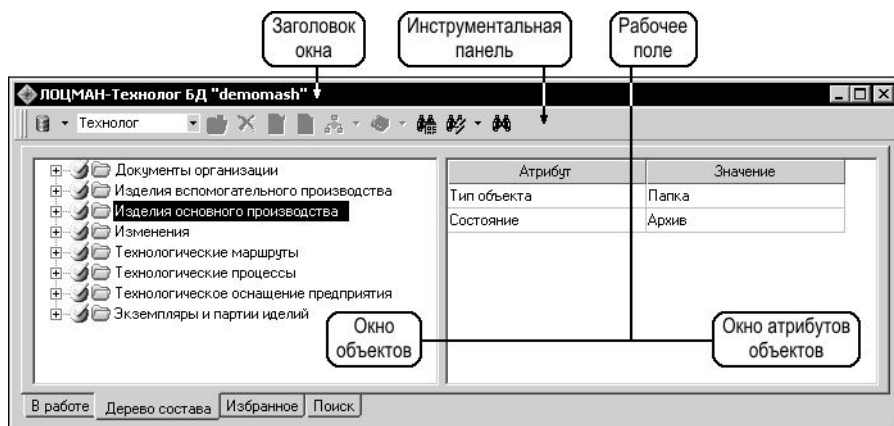 Заголовок
окна
Инструментальная
панель
Рабочее
поле
ЛОЦМАН-Технолог БД "demomash"
Технолог
Документы организации
Изделия вспомогательного производства
Изделия основного производства
Изменения
Технологические маршруты
Технологические процессы
Технологическое оснащение предприятия
Экземпляры и партии иделий
Атрибут Значение
Тип объекта Папка
Состояние Архив
Окно
объектов
Окно атрибутов
объектов
В работе Дерево состава Избранное Поиск